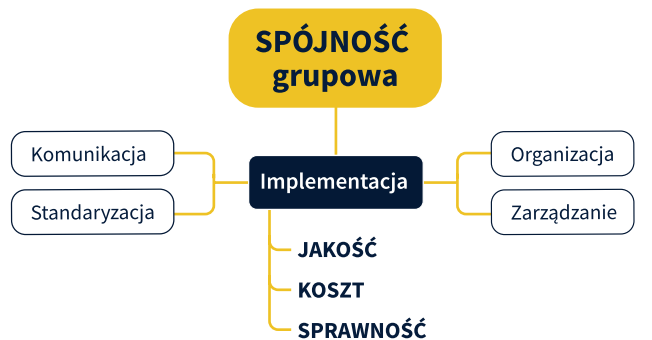 SPÓJNOŚĆ
grupowa
Komunikacja
Organizacja
Implementacja
Standaryzacja
Zarządzanie
JAKOŚĆ
KOSZT
SPRAWNOŚĆ